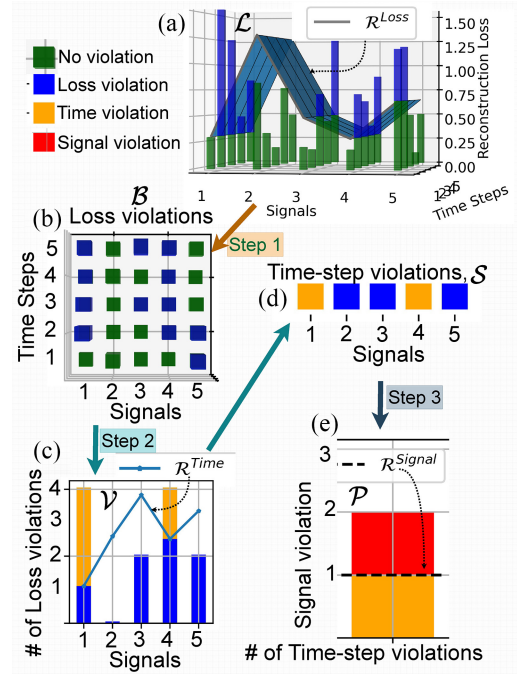 (a)
ℒ
ℛ^Loss
No violation
Loss violation
Time violation
Signal violation
1.50
1.25
1.00
0.75
0.50
0.25
0.00
Reconstruction Loss
1 2 3 4 5
Signals
Time Steps
(b)
ℬ
Loss violations
Step 1
5
4
3
2
1
Time Steps
1 2 3 4 5
Signals
(d)
Time-step violations, 𝒮
1 2 3 4 5
Signals
Step 2
Step 3
(c)
ℛ^Time
𝒱
4
3
2
1
# of Loss violations
1 2 3 4 5
Signals
(e)
ℛ^Signal
𝒫
3
2
1
Signal violation
# of Time-step violations